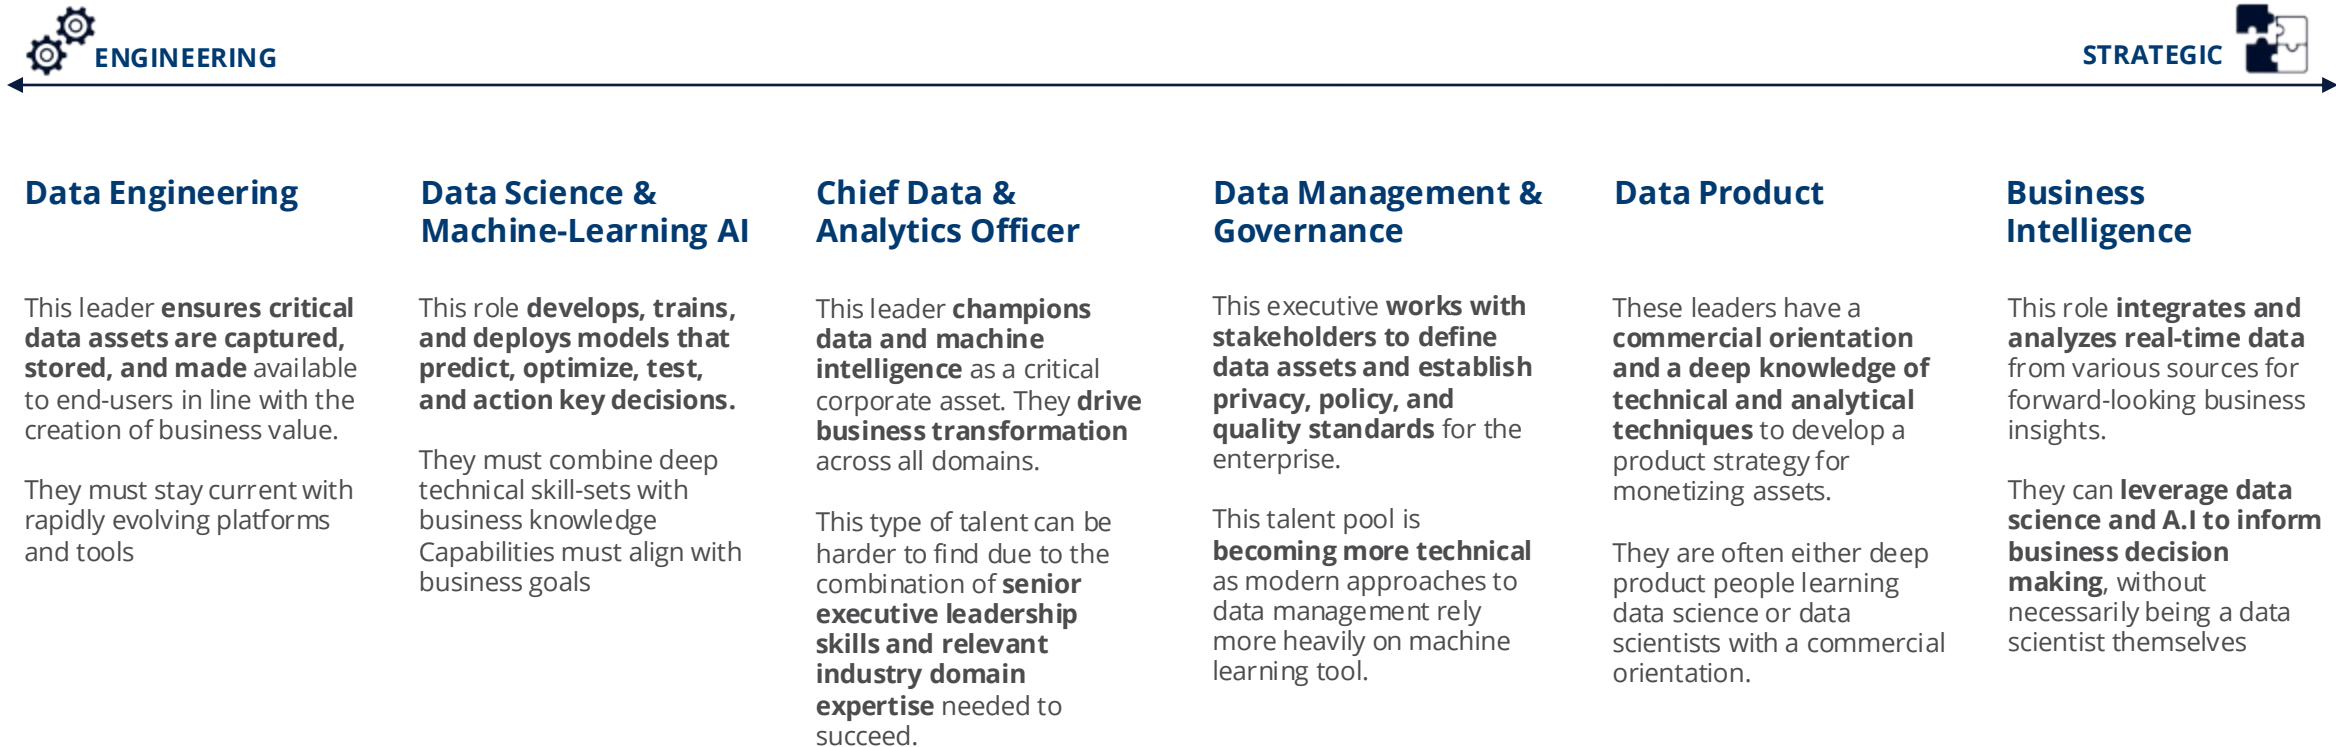 ENGINEERING
STRATEGIC
Data Engineering
This leader ensures critical
data assets are captured,
stored, and made available
to end-users in line with the
creation of business value.
They must stay current with
rapidly evolving platforms
and tools
Data Science &
Machine-Learning AI
This role develops, trains,
and deploys models that
predict, optimize, test,
and action key decisions.
They must combine deep
technical skill-sets with
business knowledge
Capabilities must align with
business goals
Chief Data &
Analytics Officer
This leader champions
data and machine
intelligence as a critical
corporate asset. They drive
business transformation
across all domains.
This type of talent can be
harder to find due to the
combination of senior
executive leadership
skills and relevant
industry domain
expertise needed to
succeed.
Data Management &
Governance
This executive works with
stakeholders to define
data assets and establish
privacy, policy, and
quality standards for the
enterprise.
This talent pool is
becoming more technical
as modern approaches to
data management rely
more heavily on machine
learning tool.
Data Product
These leaders have a
commercial orientation
and a deep knowledge of
technical and analytical
techniques to develop a
product strategy for
monetizing assets.
They are often either deep
product people learning
data science or data
scientists with a commercial
orientation.
Business
Intelligence
This role integrates and
analyzes real-time data
from various sources for
forward-looking business
insights.
They can leverage data
science and A.I to inform
business decision
making, without
necessarily being a data
scientist themselves